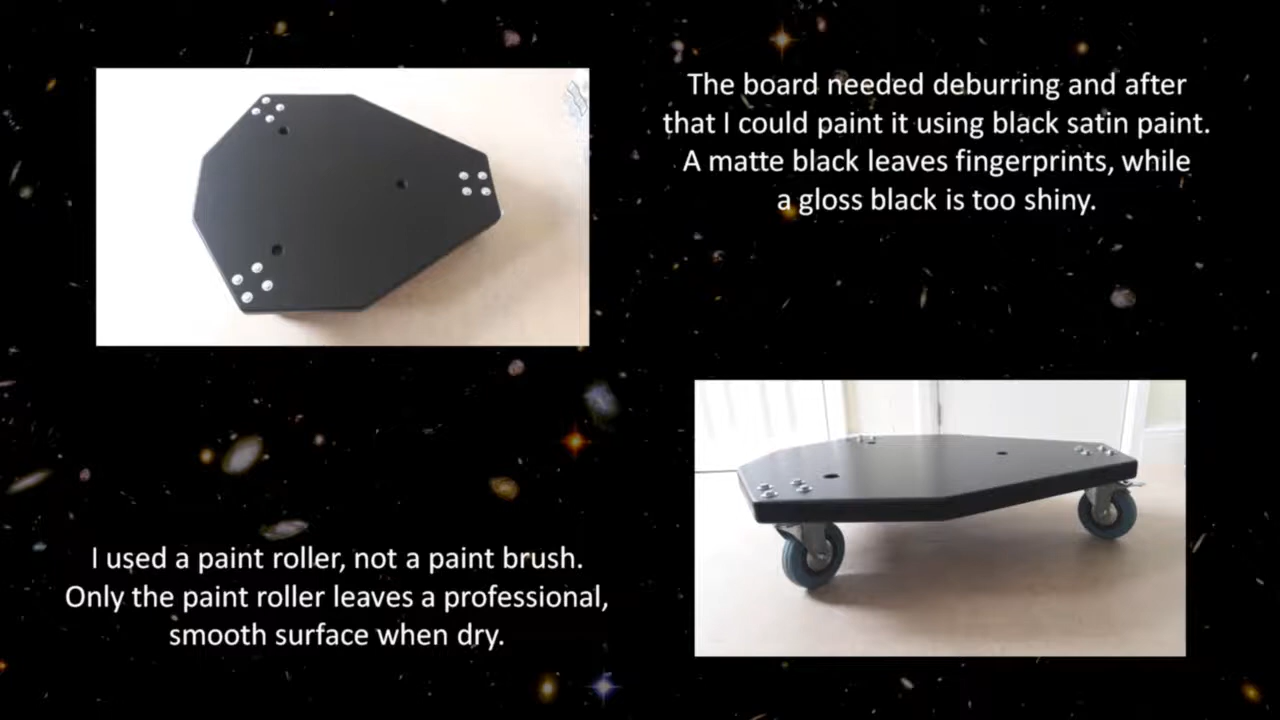 The board needed deburring and after
that I could paint it using black satin paint.
A matte black leaves fingerprints, while
a gloss black is too shiny.
I used a paint roller, not a paint brush.
Only the paint roller leaves a professional,
smooth surface when dry.